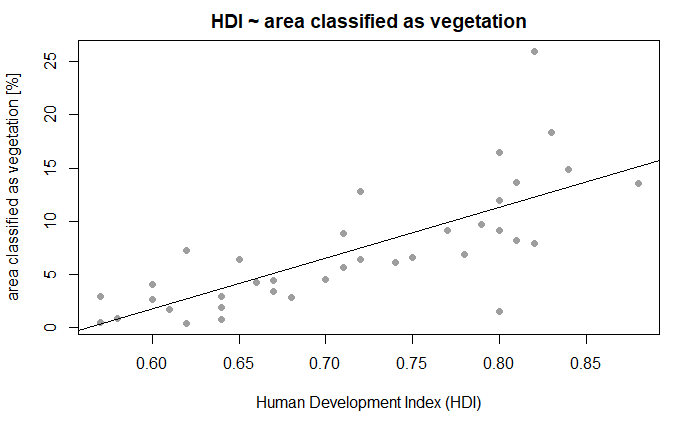 HDI ~ area classified as vegetation
area classified as vegetation [%]
25
20
15
10
5
0
0.60 0.65 0.70 0.75 0.80 0.85
Human Development Index (HDI)